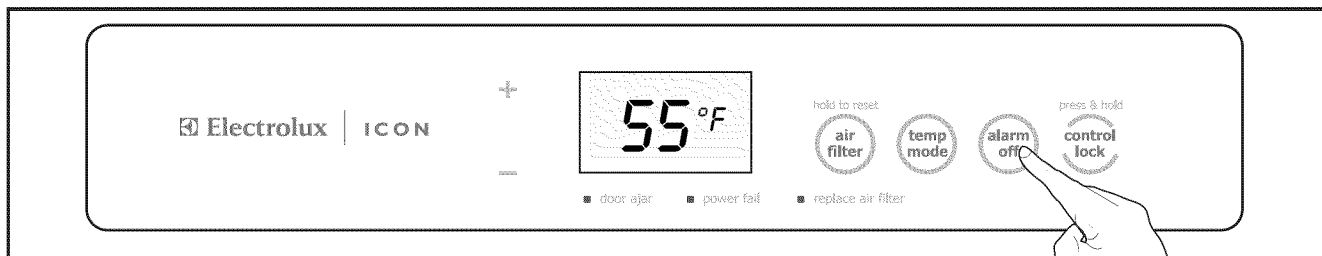 Electrolux | ICON
+
−
55 °F
hold to reset
air
filter
temp
mode
alarm
off
press & hold
control
lock
door ajar
power fail
replace air filter